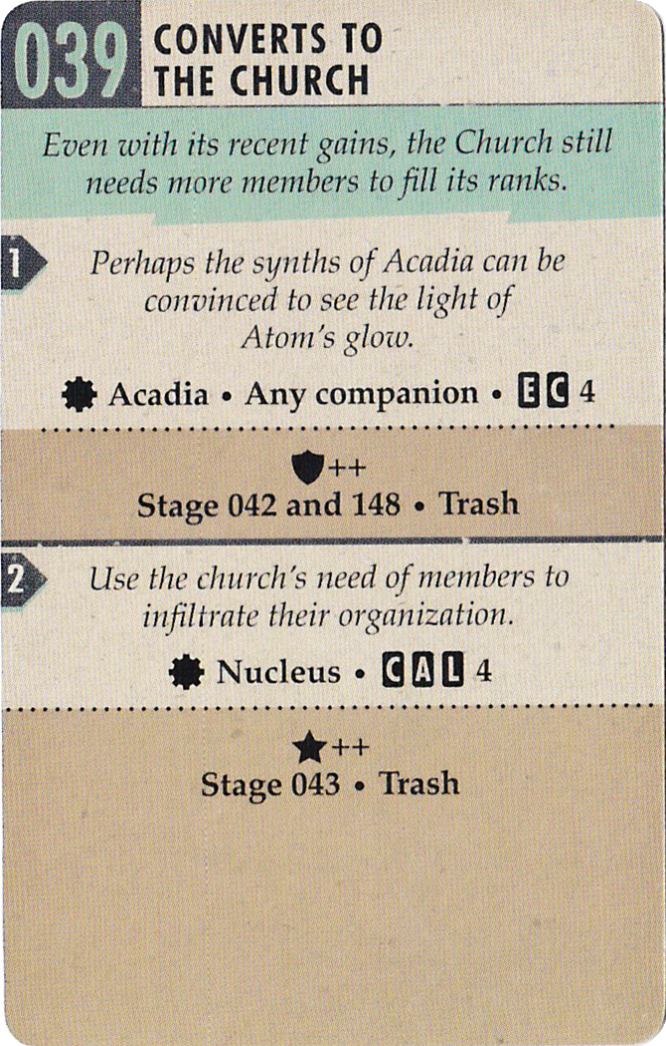 039
CONVERTS TO
THE CHURCH
Even with its recent gains, the Church still
needs more members to fill its ranks.
1
Perhaps the synths of Acadia can be
convinced to see the light of
Atom's glow.
Acadia • Any companion • E C 4
++
Stage 042 and 148 • Trash
2
Use the church's need of members to
infiltrate their organization.
Nucleus • C A L 4
++
Stage 043 • Trash